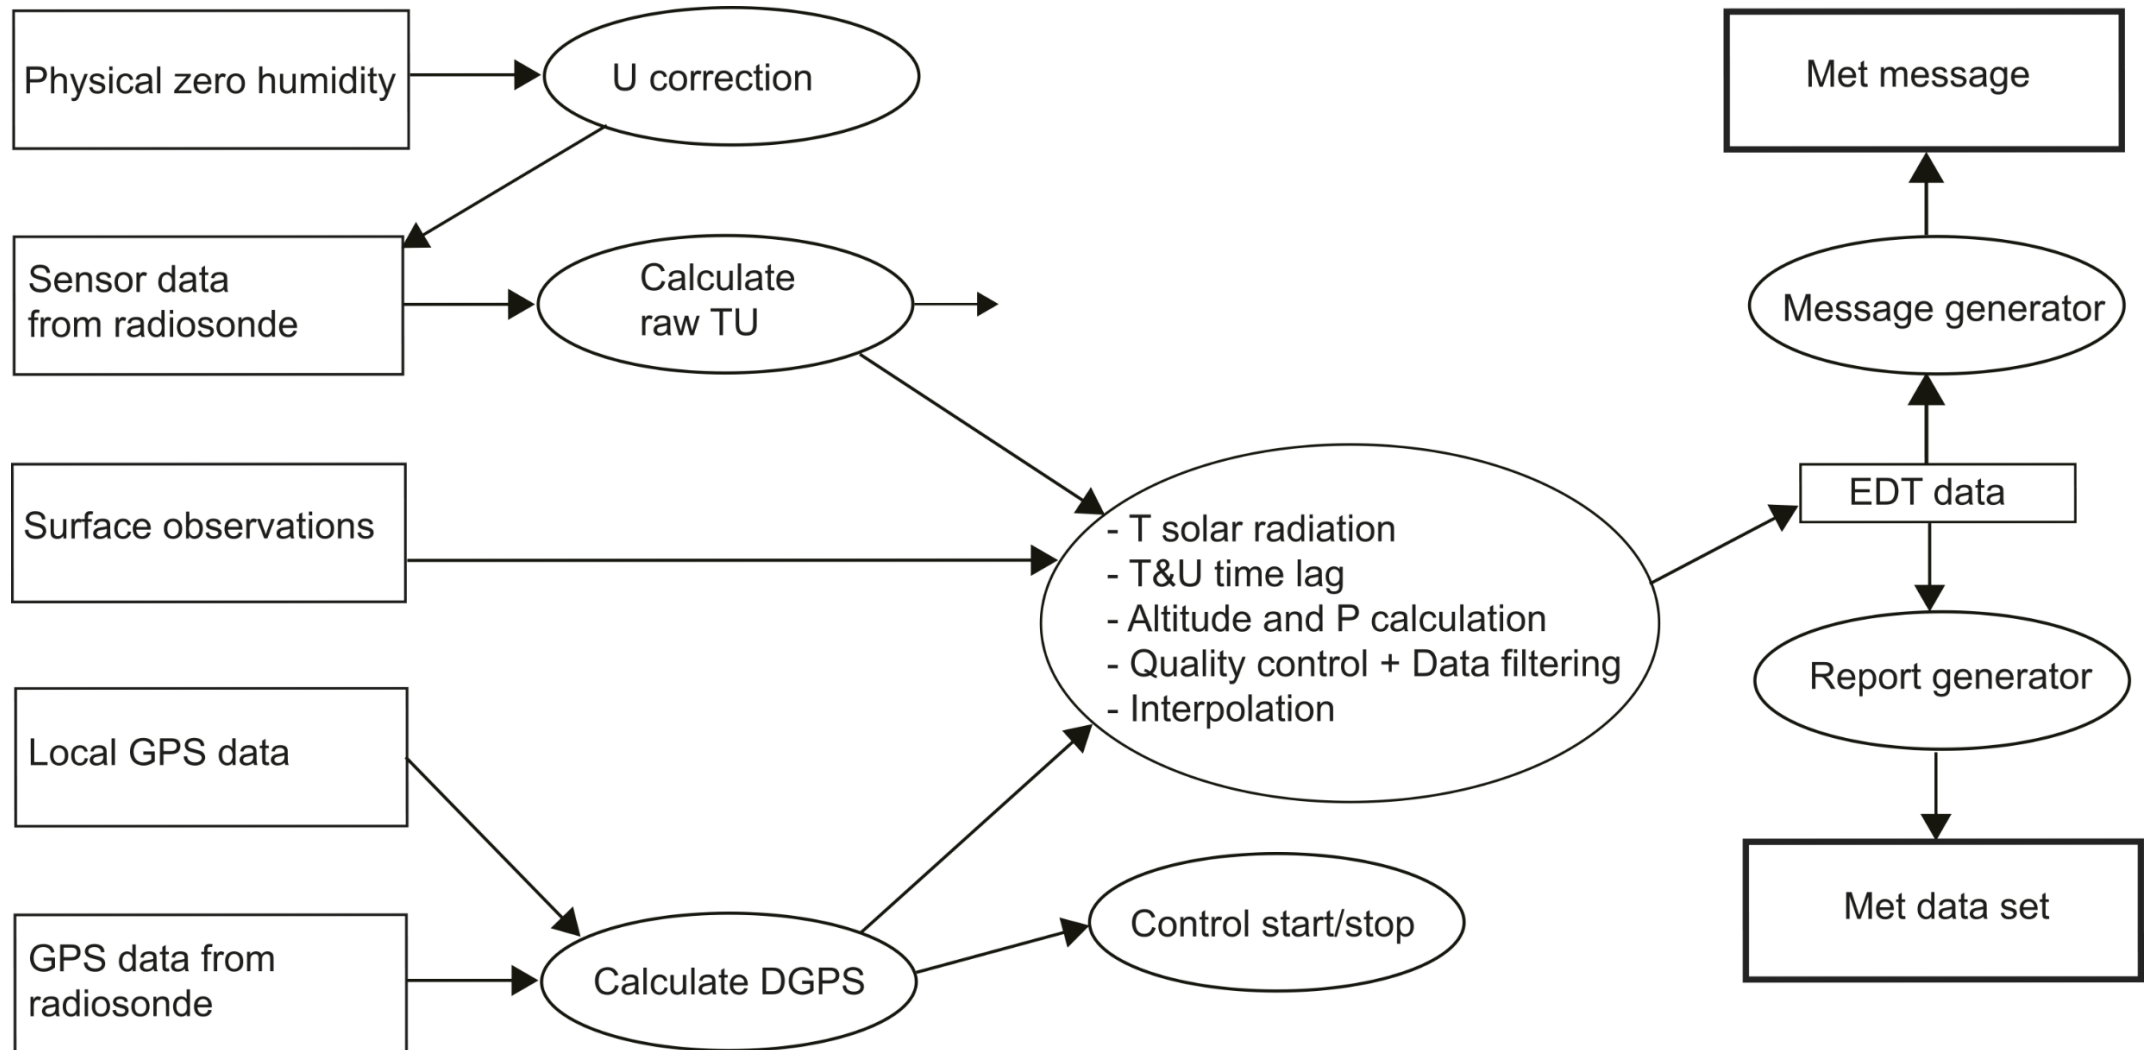 Physical zero humidity
U correction
Met message
Sensor data
from radiosonde
Calculate
raw TU
Message generator
Surface observations
EDT data
- T solar radiation
- T&U time lag
- Altitude and P calculation
- Quality control + Data filtering
- Interpolation
Report generator
Local GPS data
Control start/stop
Met data set
GPS data from
radiosonde
Calculate DGPS